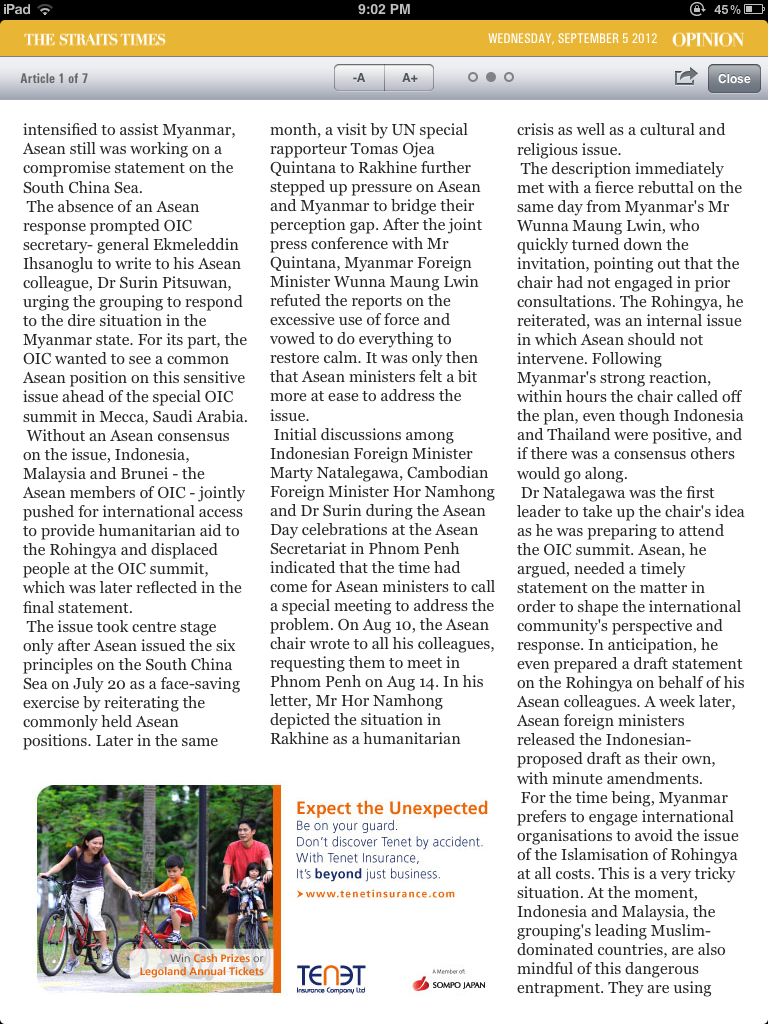 iPad
9:02 PM
45%
THE STRAITS TIMES
WEDNESDAY, SEPTEMBER 5 2012
OPINION
Article 1 of 7
-A
A+
Close
intensified to assist Myanmar,
Asean still was working on a
compromise statement on the
South China Sea.
The absence of an Asean
response prompted OIC
secretary- general Ekmeleddin
Ihsanoglu to write to his Asean
colleague, Dr Surin Pitsuwan,
urging the grouping to respond
to the dire situation in the
Myanmar state. For its part, the
OIC wanted to see a common
Asean position on this sensitive
issue ahead of the special OIC
summit in Mecca, Saudi Arabia.
Without an Asean consensus
on the issue, Indonesia,
Malaysia and Brunei - the
Asean members of OIC - jointly
pushed for international access
to provide humanitarian aid to
the Rohingya and displaced
people at the OIC summit,
which was later reflected in the
final statement.
The issue took centre stage
only after Asean issued the six
principles on the South China
Sea on July 20 as a face-saving
exercise by reiterating the
commonly held Asean
positions. Later in the same
month, a visit by UN special
rapporteur Tomas Ojea
Quintana to Rakhine further
stepped up pressure on Asean
and Myanmar to bridge their
perception gap. After the joint
press conference with Mr
Quintana, Myanmar Foreign
Minister Wunna Maung Lwin
refuted the reports on the
excessive use of force and
vowed to do everything to
restore calm. It was only then
that Asean ministers felt a bit
more at ease to address the
issue.
Initial discussions among
Indonesian Foreign Minister
Marty Natalegawa, Cambodian
Foreign Minister Hor Namhong
and Dr Surin during the Asean
Day celebrations at the Asean
Secretariat in Phnom Penh
indicated that the time had
come for Asean ministers to call
a special meeting to address the
problem. On Aug 10, the Asean
chair wrote to all his colleagues,
requesting them to meet in
Phnom Penh on Aug 14. In his
letter, Mr Hor Namhong
depicted the situation in
Rakhine as a humanitarian
crisis as well as a cultural and
religious issue.
The description immediately
met with a fierce rebuttal on the
same day from Myanmar's Mr
Wunna Maung Lwin, who
quickly turned down the
invitation, pointing out that the
chair had not engaged in prior
consultations. The Rohingya, he
reiterated, was an internal issue
in which Asean should not
intervene. Following
Myanmar's strong reaction,
within hours the chair called off
the plan, even though Indonesia
and Thailand were positive, and
if there was a consensus others
would go along.
Dr Natalegawa was the first
leader to take up the chair's idea
as he was preparing to attend
the OIC summit. Asean, he
argued, needed a timely
statement on the matter in
order to shape the international
community's perspective and
response. In anticipation, he
even prepared a draft statement
on the Rohingya on behalf of his
Asean colleagues. A week later,
Asean foreign ministers
released the Indonesian-
proposed draft as their own,
with minute amendments.
For the time being, Myanmar
prefers to engage international
organisations to avoid the issue
of the Islamisation of Rohingya
at all costs. This is a very tricky
situation. At the moment,
Indonesia and Malaysia, the
grouping's leading Muslim-
dominated countries, are also
mindful of this dangerous
entrapment. They are using
Win Cash Prizes or
Legoland Annual Tickets
Expect the Unexpected
Be on your guard.
Don't discover Tenet by accident.
With Tenet Insurance,
It's beyond just business.
➤www.tenetinsurance.com
TENET
Insurance Company Ltd
A Member of:
SOMPO JAPAN